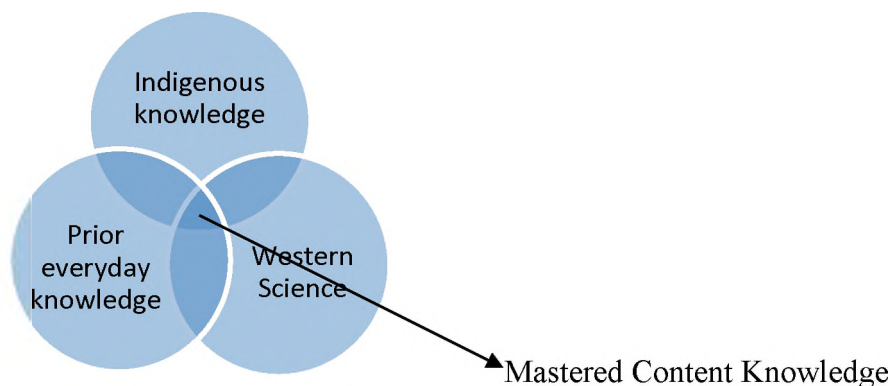 Indigenous
knowledge
Prior
everyday
knowledge
Western
Science
Mastered Content Knowledge